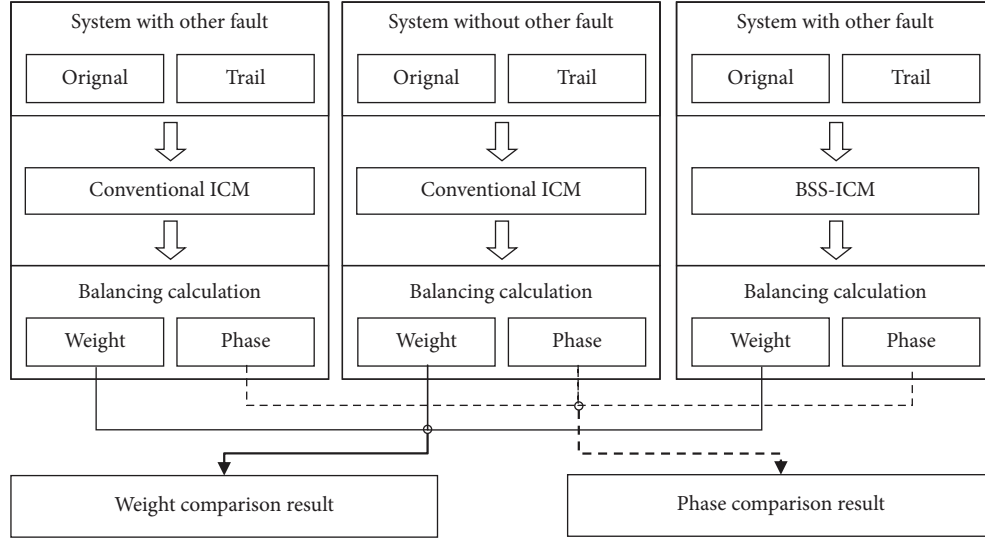 System with other fault
Orignal
Trail
Conventional ICM
Balancing calculation
Weight
Phase
System without other fault
Orignal
Trail
Conventional ICM
Balancing calculation
Weight
Phase
System with other fault
Orignal
Trail
BSS-ICM
Balancing calculation
Weight
Phase
Weight comparison result
Phase comparison result